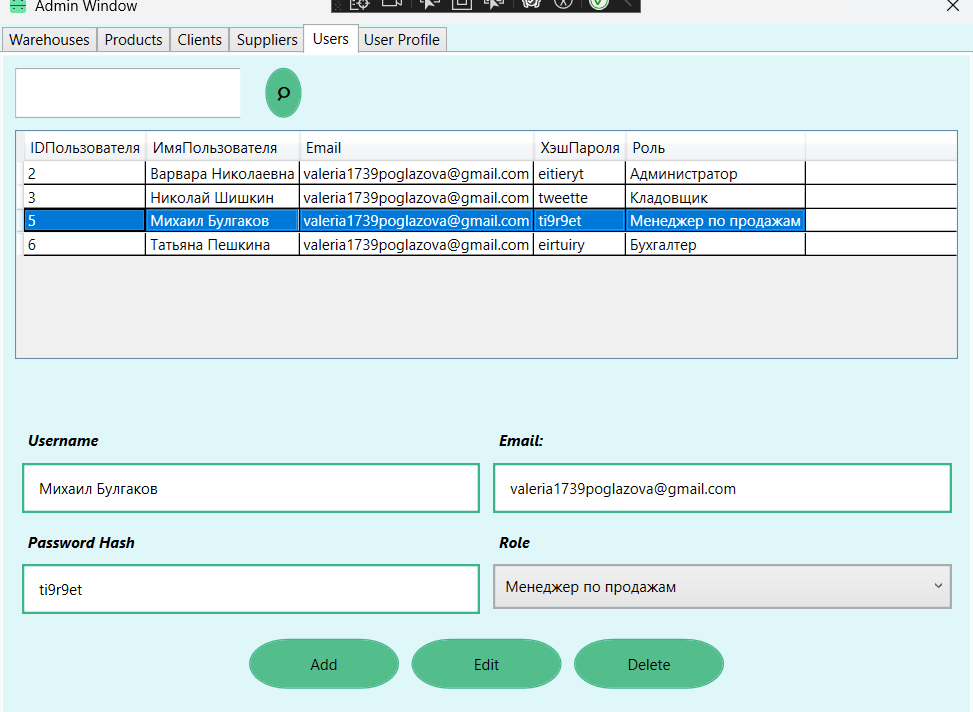 Admin Window
Warehouses Products Clients Suppliers Users User Profile
IDПользователя ИмяПользователя Email ХэшПароля Роль
2 Варвара Николаевна valeria1739poglazova@gmail.com eitieryt Администратор
3 Николай Шишкин valeria1739poglazova@gmail.com tweette Кладовщик
5 Михаил Булгаков valeria1739poglazova@gmail.com ti9r9et Менеджер по продажам
6 Татьяна Пешкина valeria1739poglazova@gmail.com eirtuiry Бухгалтер
Username Email:
Михаил Булгаков valeria1739poglazova@gmail.com
Password Hash Role
ti9r9et Менеджер по продажам
Add Edit Delete